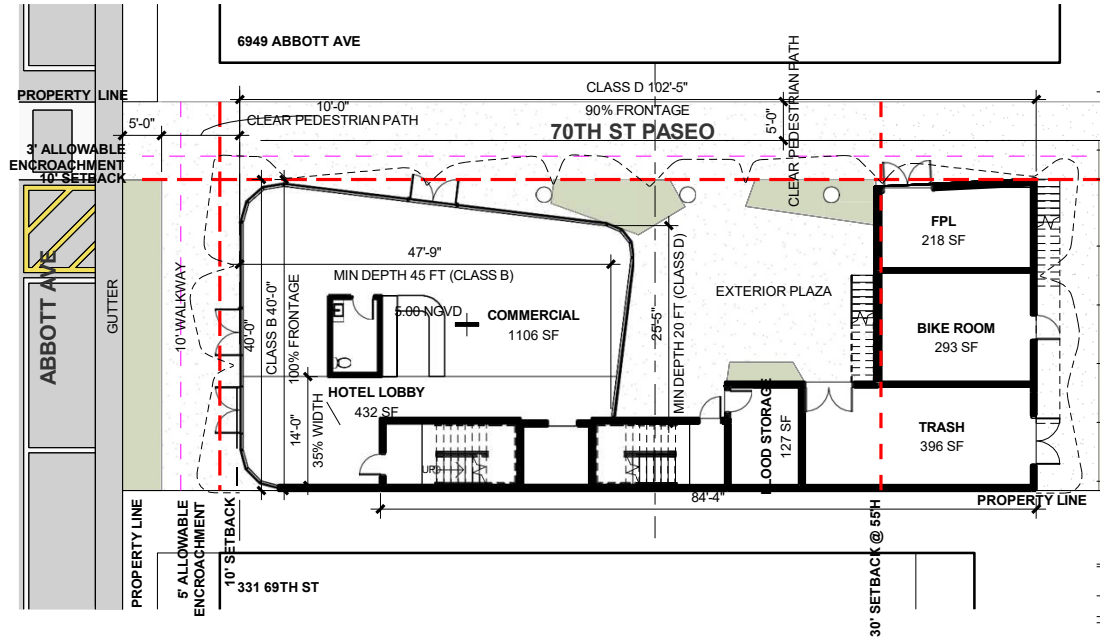 6949 ABBOTT AVE
CLASS D 102'-5"
PROPERTY LINE
10'-0"
90% FRONTAGE
5'-0"
CLEAR PEDESTRIAN PATH
70TH ST PASEO
5'-0"
CLEAR PEDESTRIAN PATH
3' ALLOWABLE
ENCROACHMENT
10' SETBACK
FPL
218 SF
47'-9"
MIN DEPTH 45 FT (CLASS B)
EXTERIOR PLAZA
5.00 NGVD
COMMERCIAL
1106 SF
BIKE ROOM
293 SF
ABBOTT AVE
GUTTER
10' WALKWAY
40'-0"
CLASS B 40'-0"
100% FRONTAGE
25'-5"
MIN DEPTH 20 FT (CLASS D)
HOTEL LOBBY
432 SF
14'-0"
35% WIDTH
UP
LOOD STORAGE
127 SF
TRASH
396 SF
84'-4"
PROPERTY LINE
PROPERTY LINE
5' ALLOWABLE
ENCROACHMENT
10' SETBACK
331 69TH ST
30' SETBACK @ 55'H